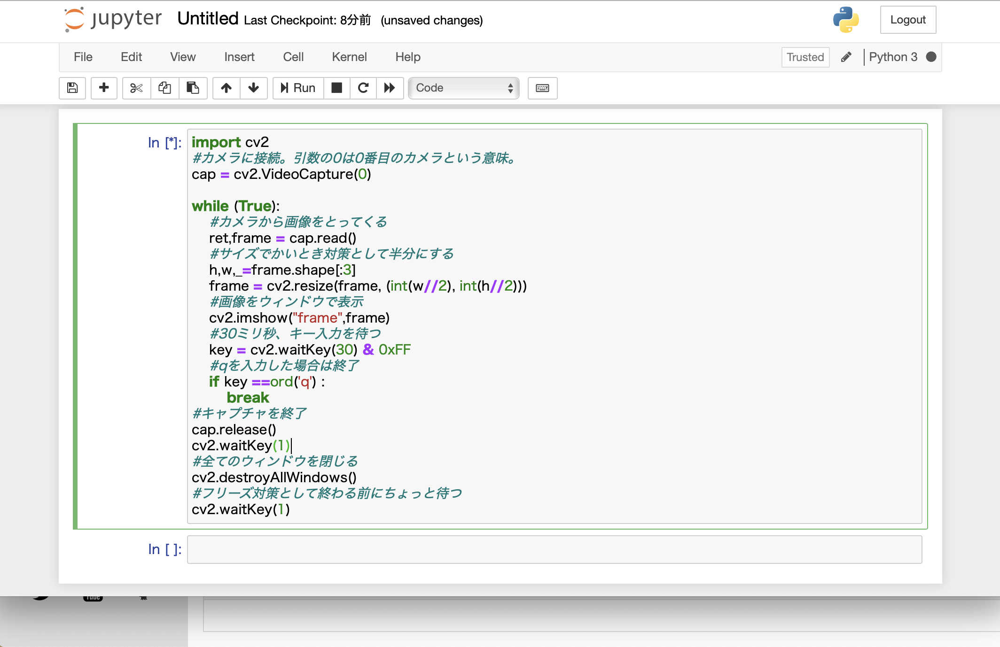 jupyter Untitled Last Checkpoint: 8分前 (unsaved changes) Logout
File Edit View Insert Cell Kernel Help Trusted Python 3
Run Code
In [*]:
import cv2
#カメラに接続。引数の0は0番目のカメラという意味。
cap = cv2.VideoCapture(0)
while (True):
#カメラから画像をとってくる
ret,frame = cap.read()
#サイズでかいとき対策として半分にする
h,w,_=frame.shape[:3]
frame = cv2.resize(frame, (int(w//2), int(h//2)))
#画像をウィンドウで表示
cv2.imshow("frame",frame)
#30ミリ秒、キー入力を待つ
key = cv2.waitKey(30) & 0xFF
#qを入力した場合は終了
if key ==ord('q') :
break
#キャプチャを終了
cap.release()
cv2.waitKey(1)
#全てのウィンドウを閉じる
cv2.destroyAllWindows()
#フリーズ対策として終わる前にちょっと待つ
cv2.waitKey(1)
In [ ]:
Tube